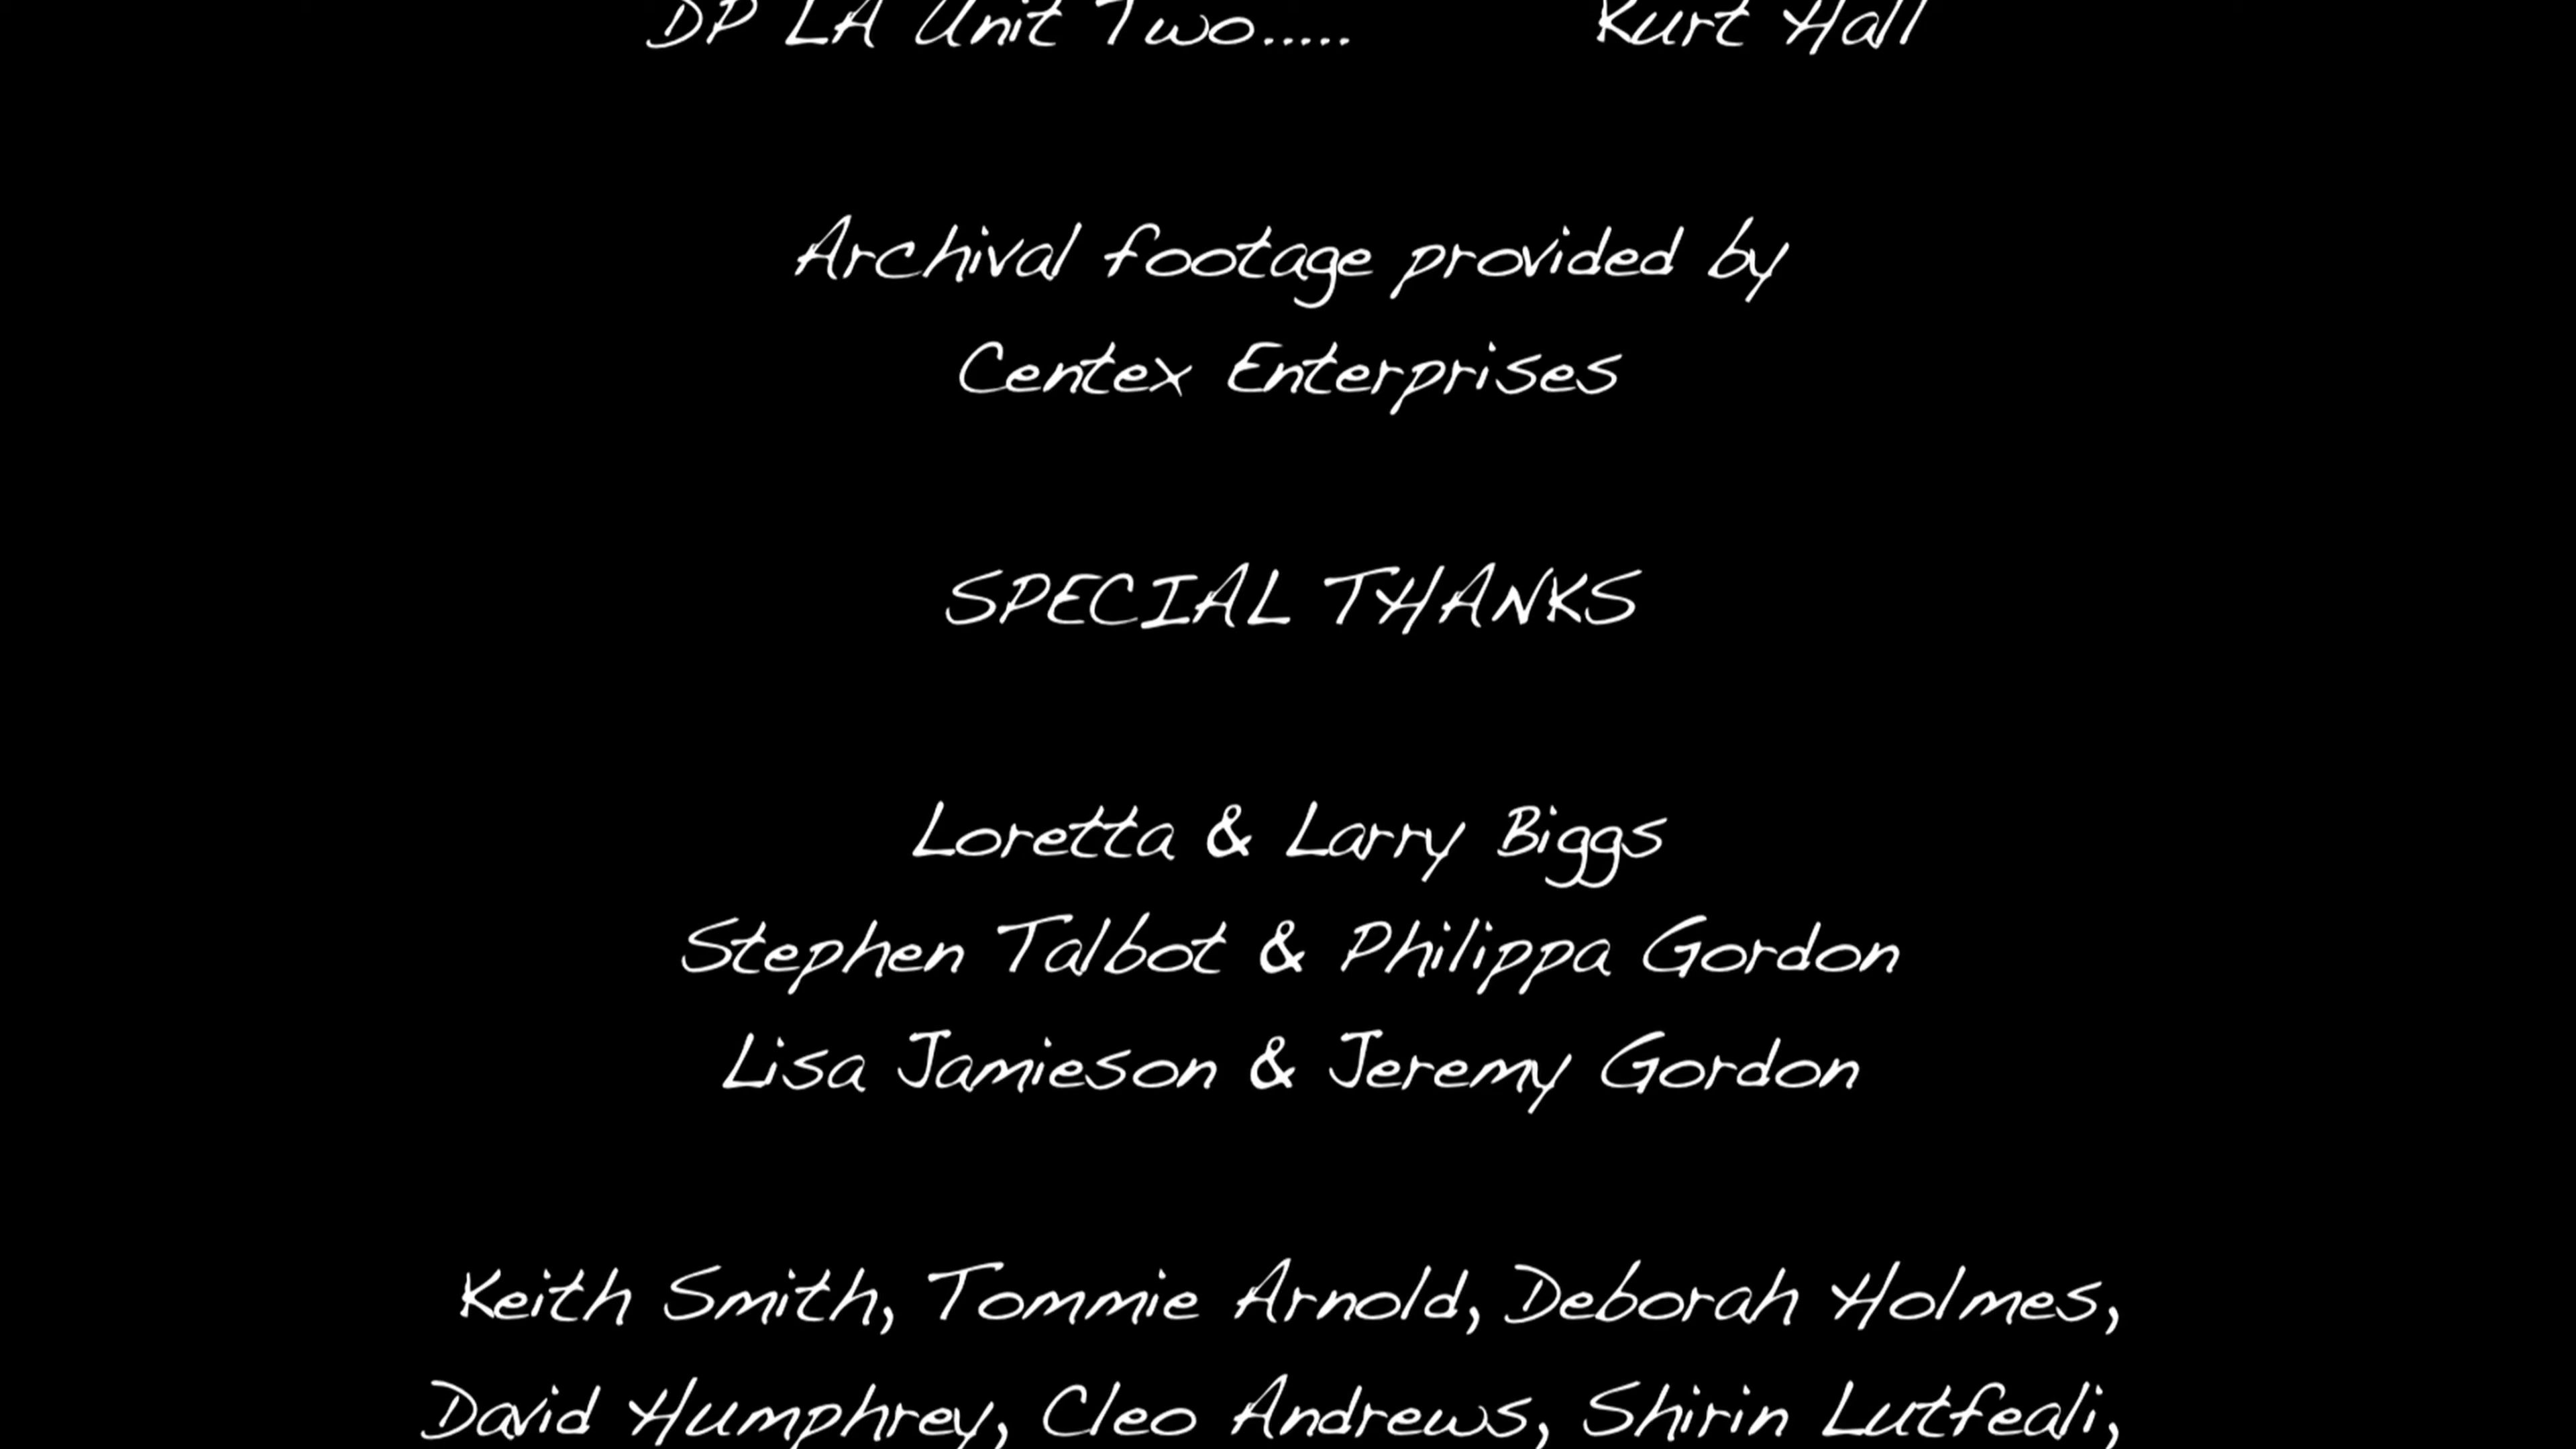 DP LA Unit Two..... Kurt Hall
Archival footage provided by
Centex Enterprises
SPECIAL THANKS
Loretta & Larry Biggs
Stephen Talbot & Philippa Gordon
Lisa Jamieson & Jeremy Gordon
Keith Smith, Tommie Arnold, Deborah Holmes,
David Humphrey, Cleo Andrews, Shirin Lutfeali,